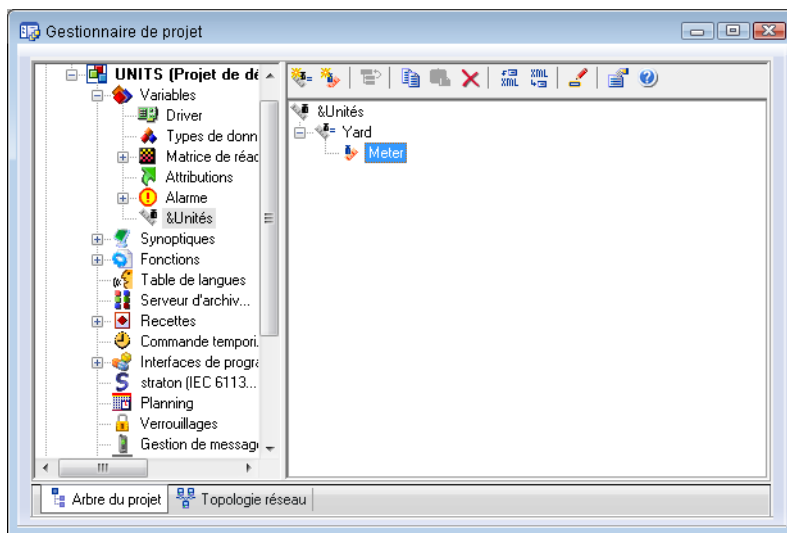 Gestionnaire de projet
UNITS (Projet de dé
Variables
Driver
Types de donn
Matrice de réac
Attributions
Alarme
&Unités
Synoptiques
Fonctions
Table de langues
Serveur d'archiv...
Recettes
Commande tempori.
Interfaces de progra
straton (IEC 6113...
Planning
Verrouillages
Gestion de message
XML XML
&Unités
Yard
Meter
Arbre du projet Topologie réseau